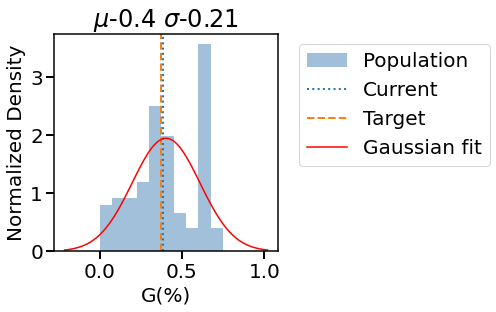 μ-0.4 σ-0.21
Normalized Density
3
2
1
0
0.0 0.5 1.0
G(%)
Population
Current
Target
Gaussian fit